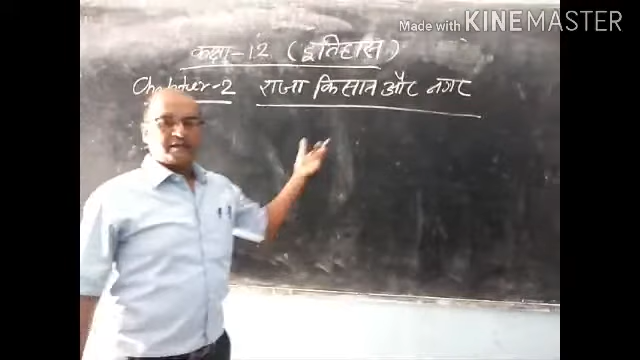 Made with KINEMASTER
कक्षा-12 (इतिहास)
Chapter-2 राजा किसान और नगर